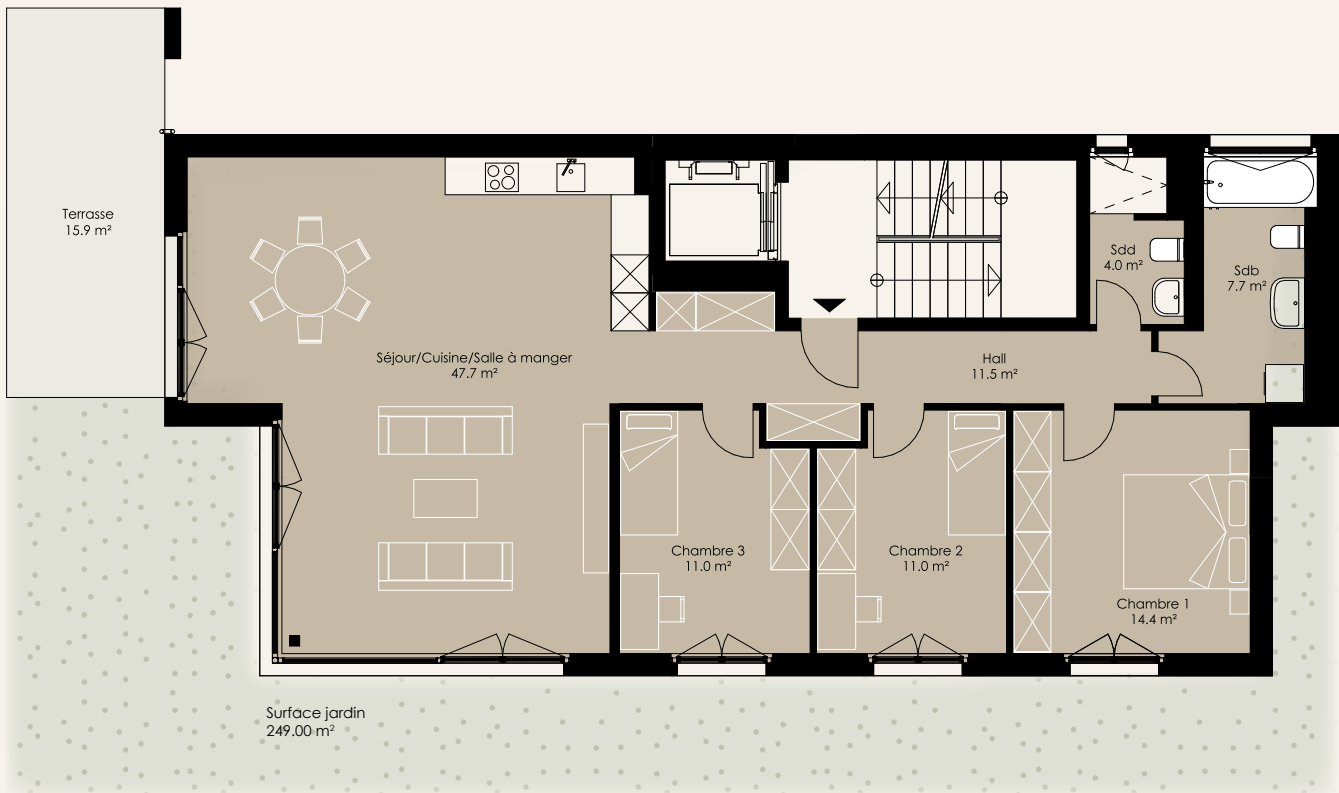 Terrasse
15.9 m²
Séjour/Cuisine/Salle à manger
47.7 m²
Hall
11.5 m²
Sdd
4.0 m²
Sdb
7.7 m²
Chambre 3
11.0 m²
Chambre 2
11.0 m²
Chambre 1
14.4 m²
Surface jardin
249.00 m²